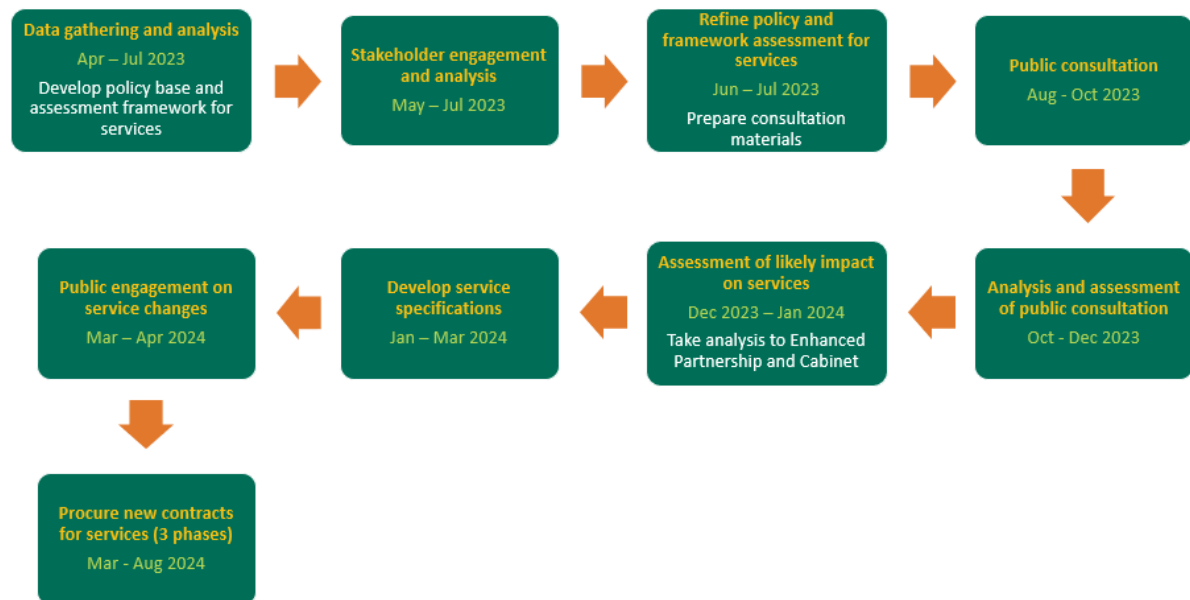 Data gathering and analysis
Apr – Jul 2023
Develop policy base and
assessment framework for
services
Stakeholder engagement
and analysis
May – Jul 2023
Refine policy and
framework assessment for
services
Jun – Jul 2023
Prepare consultation
materials
Public consultation
Aug - Oct 2023
Analysis and assessment
of public consultation
Oct - Dec 2023
Assessment of likely impact
on services
Dec 2023 – Jan 2024
Take analysis to Enhanced
Partnership and Cabinet
Develop service
specifications
Jan – Mar 2024
Public engagement on
service changes
Mar – Apr 2024
Procure new contracts
for services (3 phases)
Mar - Aug 2024